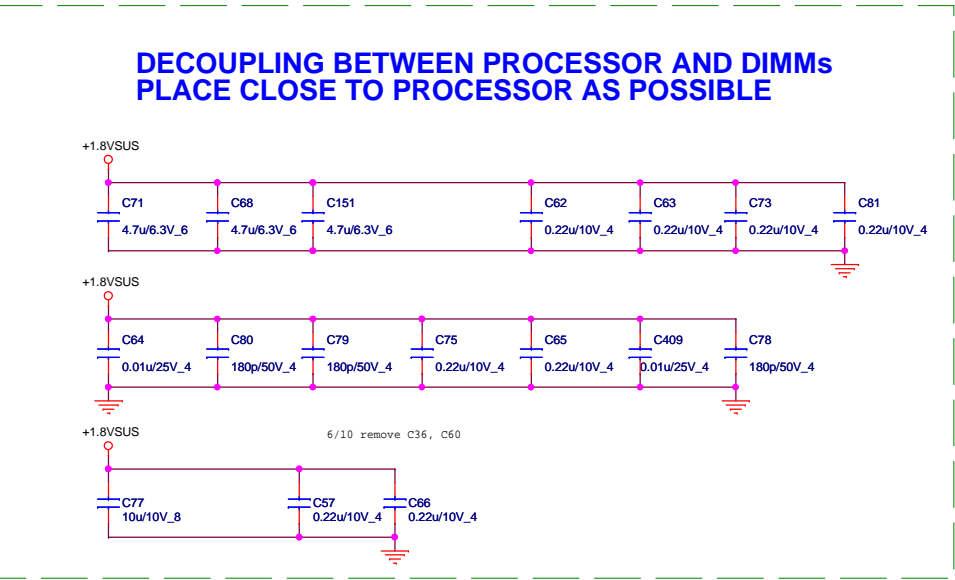 DECOUPLING BETWEEN PROCESSOR AND DIMMs
PLACE CLOSE TO PROCESSOR AS POSSIBLE
+1.8VSUS
C71
4.7u/6.3V_6
C68
4.7u/6.3V_6
C151
4.7u/6.3V_6
C62
0.22u/10V_4
C63
0.22u/10V_4
C73
0.22u/10V_4
C81
0.22u/10V_4
+1.8VSUS
C64
0.01u/25V_4
C80
180p/50V_4
C79
180p/50V_4
C75
0.22u/10V_4
C65
0.22u/10V_4
C409
0.01u/25V_4
C78
180p/50V_4
+1.8VSUS
6/10 remove C36, C60
C77
10u/10V_8
C57
0.22u/10V_4
C66
0.22u/10V_4